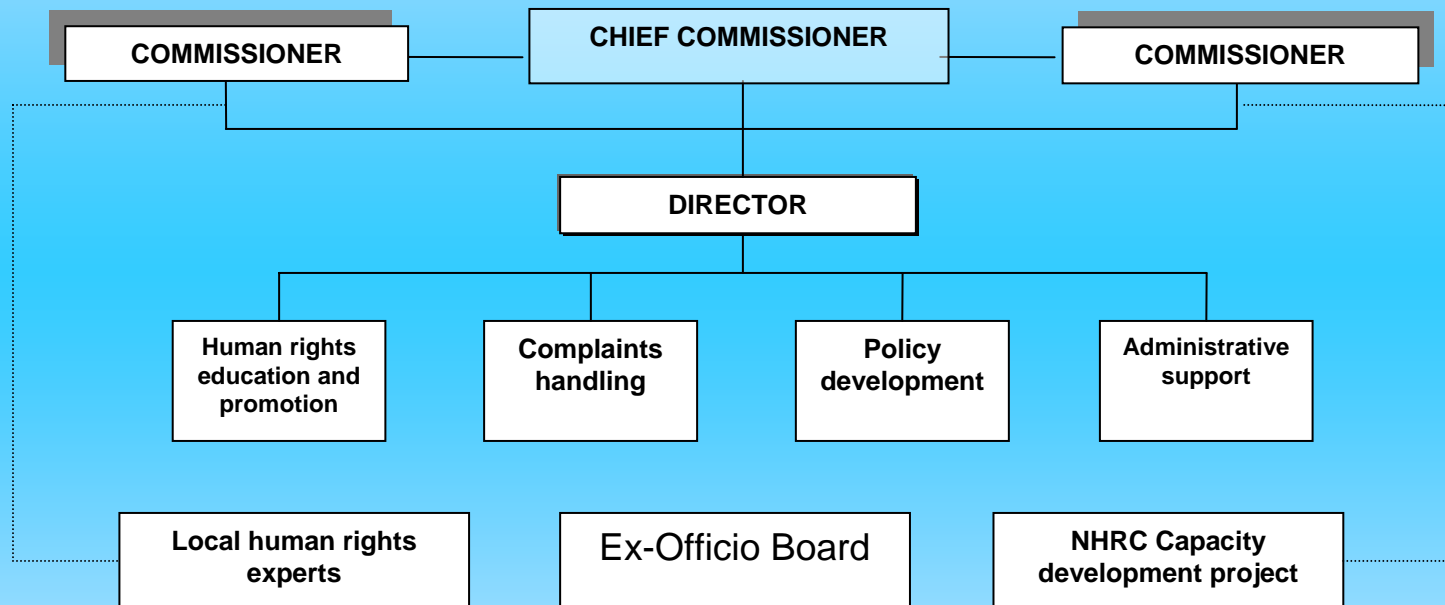 COMMISSIONER
CHIEF COMMISSIONER
COMMISSIONER
DIRECTOR
Human rights
education and
promotion
Complaints
handling
Policy
development
Administrative
support
Local human rights
experts
Ex-Officio Board
NHRC Capacity
development project